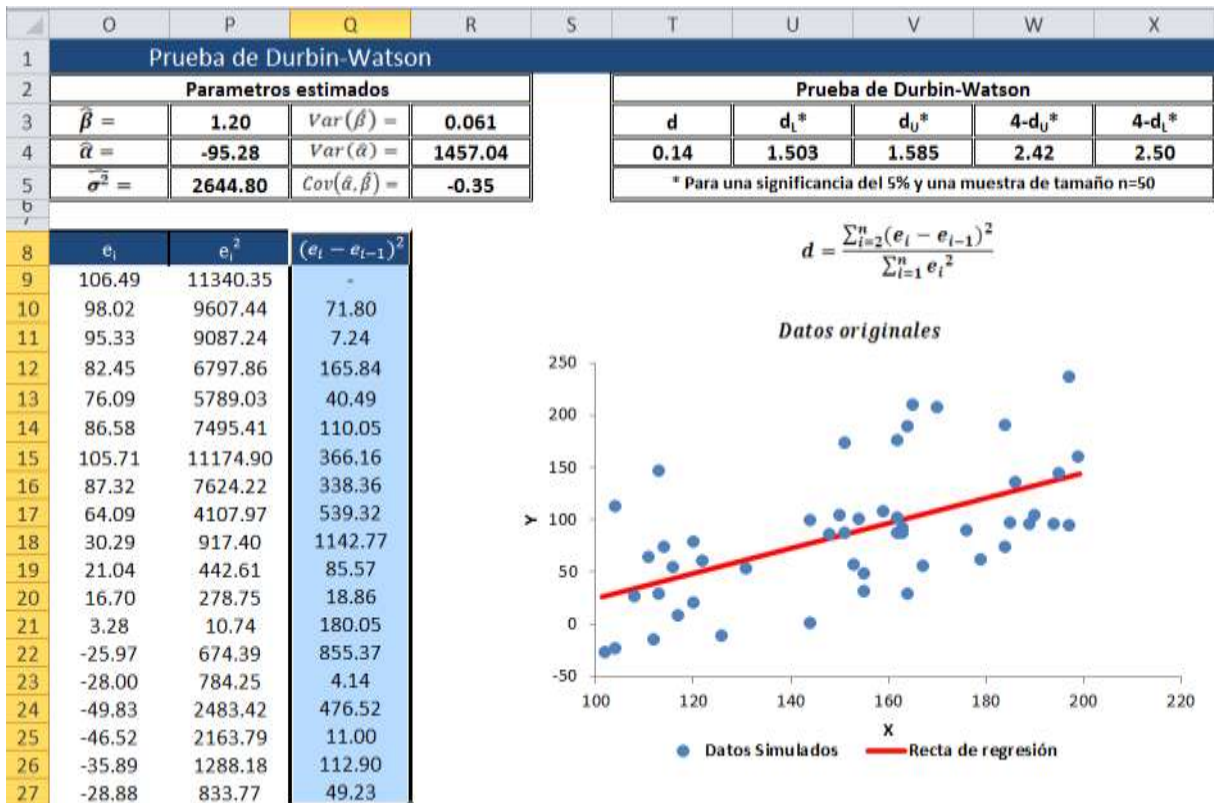 O P Q R S T U V W X
1 Prueba de Durbin-Watson
2 Parametros estimados Prueba de Durbin-Watson
3 β̂ = 1.20 Var(β̂) = 0.061 d dL* dU* 4-dU* 4-dL*
4 α̂ = -95.28 Var(α̂) = 1457.04 0.14 1.503 1.585 2.42 2.50
5 σ̂² = 2644.80 Cov(α̂,β̂) = -0.35 * Para una significancia del 5% y una muestra de tamaño n=50
6
7
8 ei ei² (ei − ei−1)²
d = ∑ⁿi=2(ei − ei−1)² / ∑ⁿi=1 ei²
9 106.49 11340.35 -
10 98.02 9607.44 71.80
11 95.33 9087.24 7.24
12 82.45 6797.86 165.84
13 76.09 5789.03 40.49
14 86.58 7495.41 110.05
15 105.71 11174.90 366.16
16 87.32 7624.22 338.36
17 64.09 4107.97 539.32
18 30.29 917.40 1142.77
19 21.04 442.61 85.57
20 16.70 278.75 18.86
21 3.28 10.74 180.05
22 -25.97 674.39 855.37
23 -28.00 784.25 4.14
24 -49.83 2483.42 476.52
25 -46.52 2163.79 11.00
26 -35.89 1288.18 112.90
27 -28.88 833.77 49.23
Datos originales
250
200
150
100
50
0
-50
Y
100 120 140 160 180 200 220
X
Datos Simulados Recta de regresión